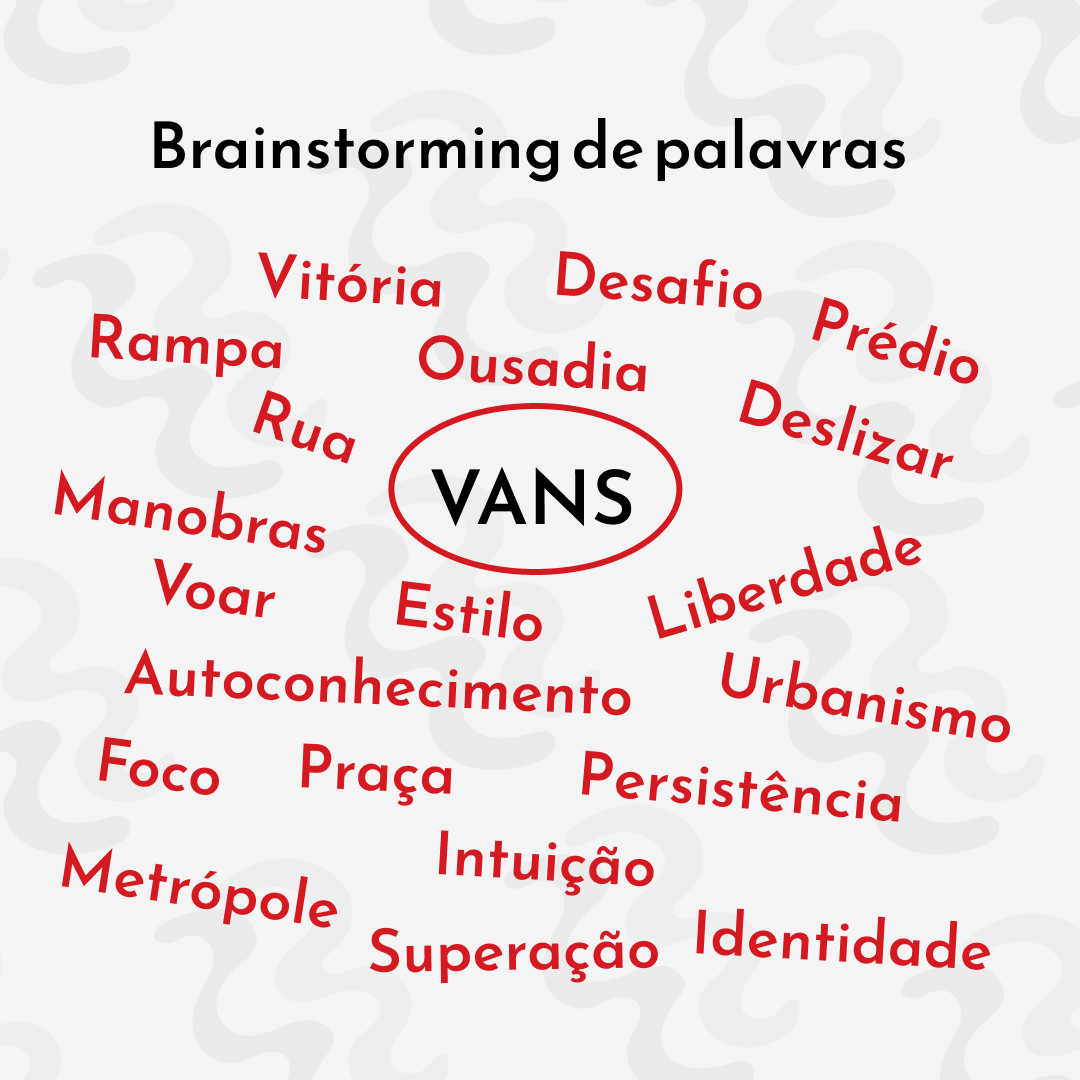 Brainstorming de palavras
Vitória
Desafio
Prédio
Rampa
Ousadia
Rua
Deslizar
VANS
Manobras
Voar
Estilo
Liberdade
Autoconhecimento
Urbanismo
Foco
Praça
Persistência
Intuição
Metrópole
Superação
Identidade